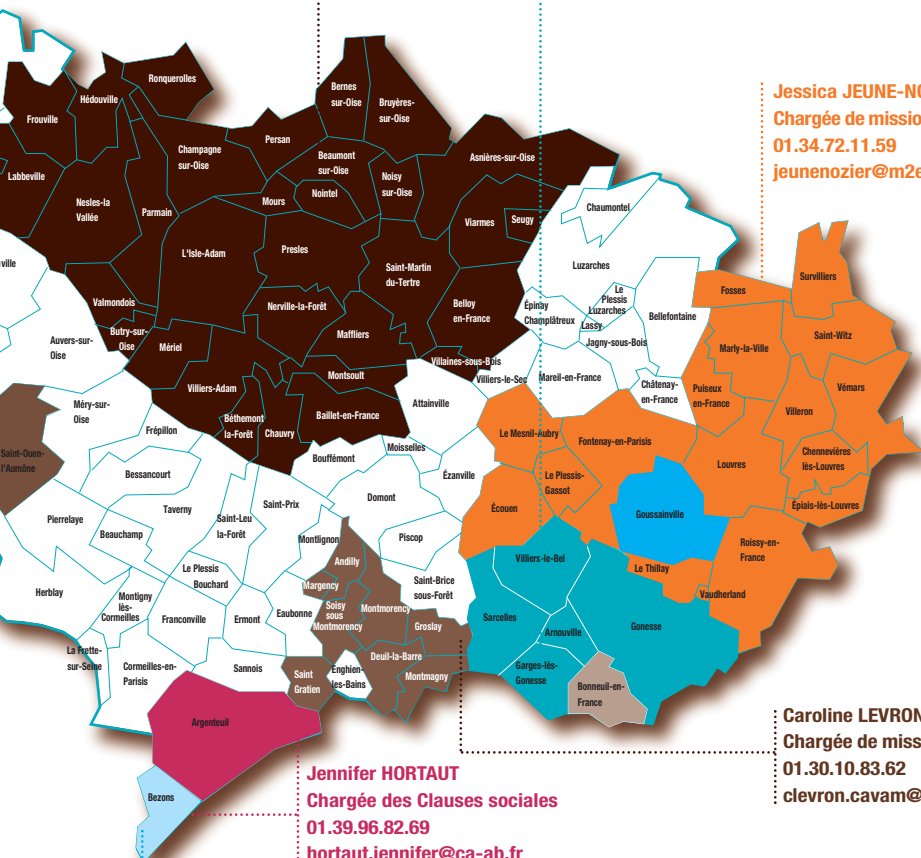 Ronquerolles
Hédouville
Frouville
Bernes
sur-Oise
Bruyères-
sur-Oise
Persan
Champagne
sur-Oise
Beaumont
sur-Oise
Asnières-sur-Oise
Labbeville
Nesles-la
Vallée
Parmain
Mours
Nointel
Noisy
sur-Oise
Viarmes
Seugy
Chaumontel
L'Isle-Adam
Presles
Saint-Martin
du-Tertre
Luzarches
ville
Valmondois
Nerville-la-Forêt
Belloy
en-France
Épinay
Champlâtreux
Le
Plessis
Luzarches
Lassy
Bellefontaine
Fosses
Survilliers
Auvers-sur-
Oise
Butry-sur-
Oise
Mériel
Maffliers
Jagny-sous-Bois
Marly-la-Ville
Saint-Witz
Villaines-sous-Bois
Villiers-le-Sec
Mareil-en-France
Châtenay-
en-France
Puiseux
en-France
Vémars
Villiers-Adam
Montsoult
Attainville
Villeron
Méry-sur-
Oise
Béthemont
la-Forêt
Chauvry
Baillet-en-France
Frépillon
Le Mesnil-Aubry
Fontenay-en-Parisis
Saint-Ouen-
l'Aumône
Bouffémont
Moisselles
Ézanville
Louvres
Chennevières
lès-Louvres
Bessancourt
Le Plessis-
Gassot
Épiais-lès-Louvres
Taverny
Saint-Prix
Domont
Écouen
Goussainville
Pierrelaye
Beauchamp
Saint-Leu
la-Forêt
Montlignon
Piscop
Roissy-en-
France
Andilly
Villiers-le-Bel
Le Thillay
Le Plessis
Bouchard
Margency
Saint-Brice
sous-Forêt
Vaudherland
Herblay
Montigny
lès-
Cormeilles
Franconville
Ermont
Eaubonne
Soisy
sous
Montmorency
Montmorency
Groslay
Sarcelles
Arnouville
Gonesse
La Frette-
sur-Seine
Cormeilles-en-
Parisis
Sannois
Saint
Gratien
Enghien-
les-Bains
Deuil-la-Barre
Montmagny
Garges-lès-
Gonesse
Bonneuil-en-
France
Argenteuil
Bezons
Jessica JEUNE-NO
Chargée de missio
01.34.72.11.59
jeunenozier@m2e
Caroline LEVRON
Chargée de miss
01.30.10.83.62
clevron.cavam@
Jennifer HORTAUT
Chargée des Clauses sociales
01.39.96.82.69
hortaut.jennifer@ca-ab.fr